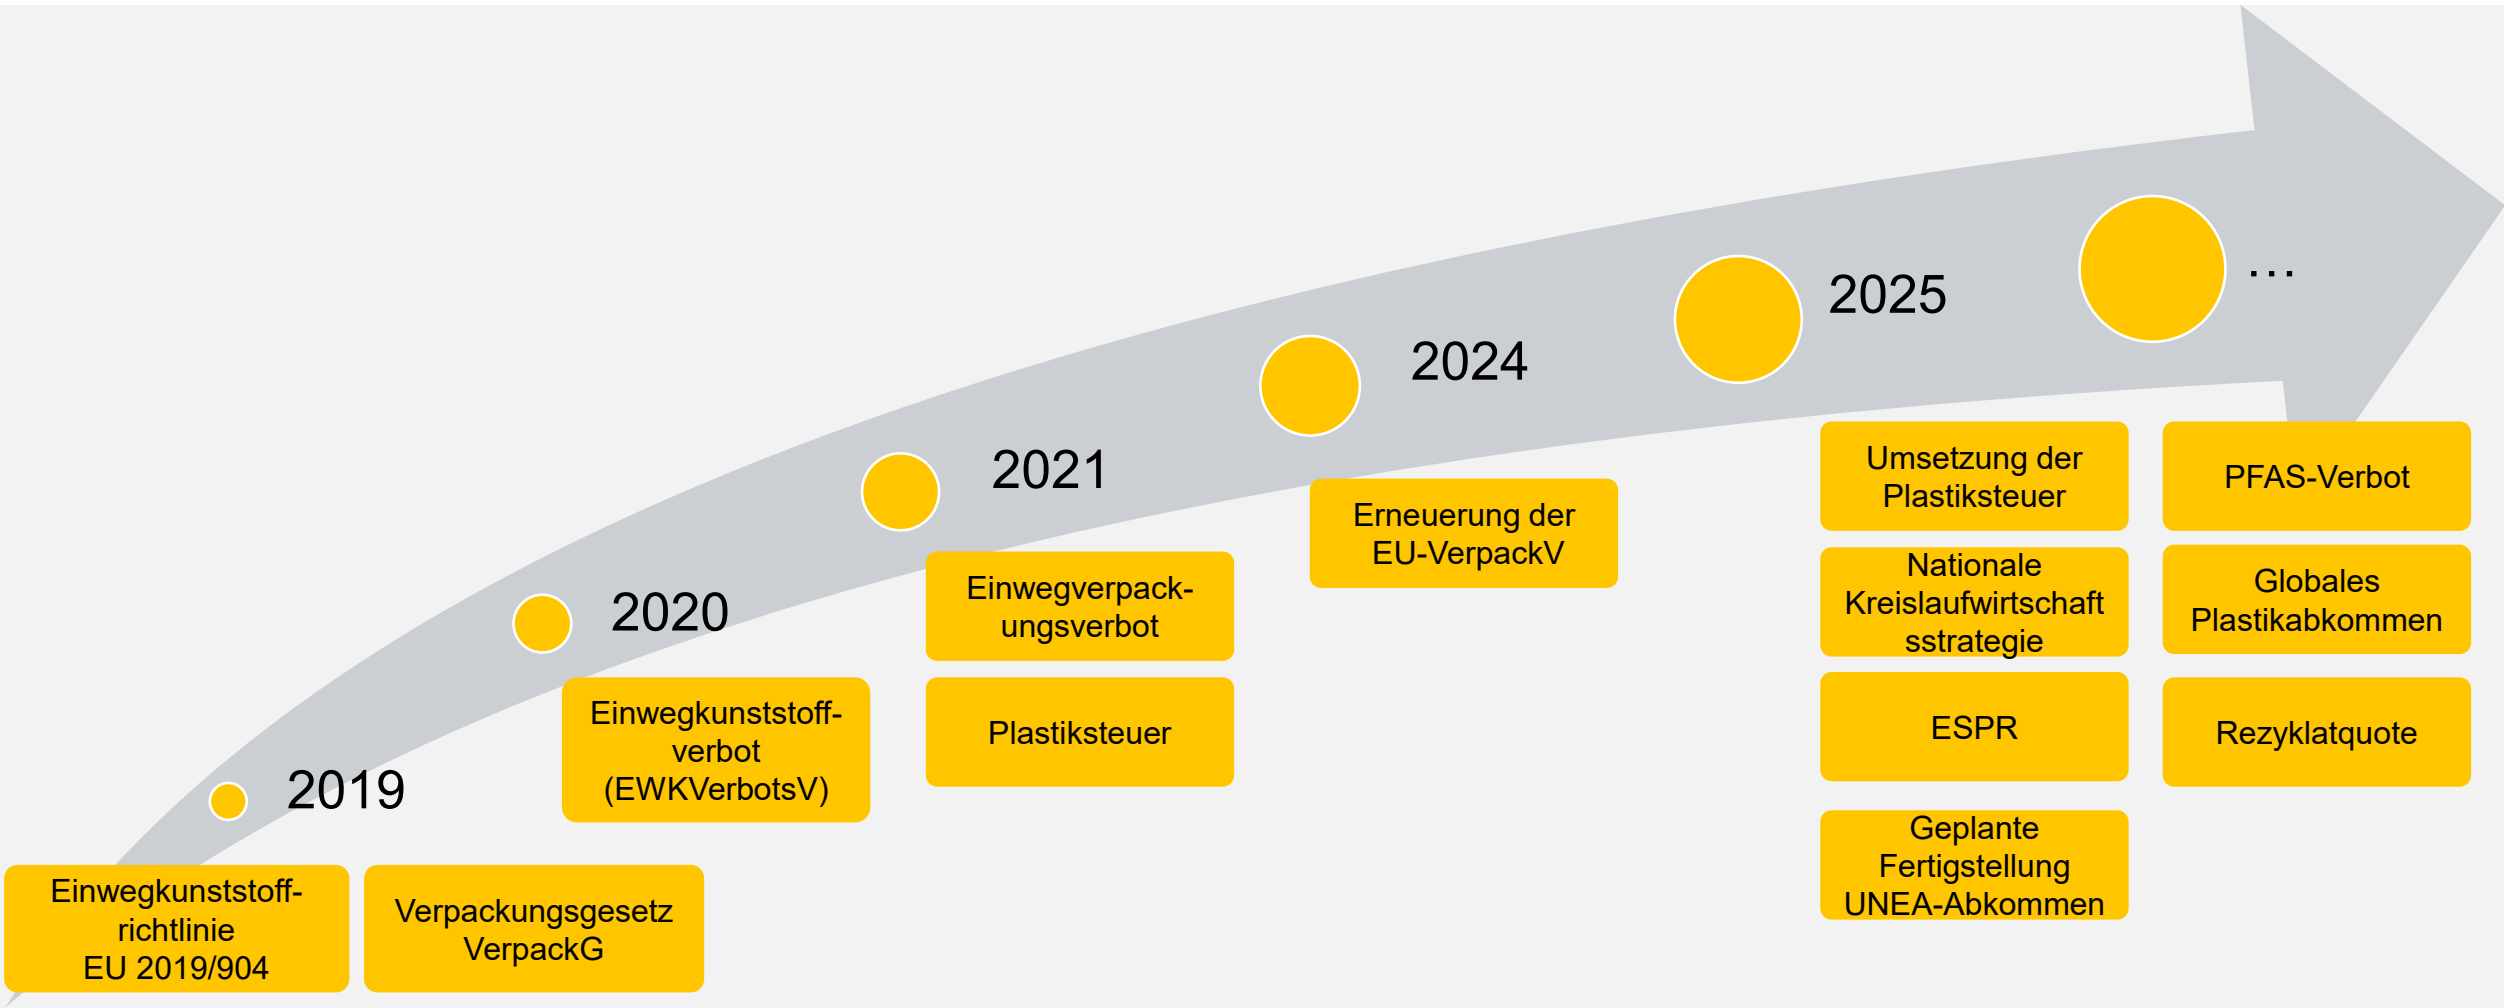 2019
Einwegkunststoff-
richtlinie
EU 2019/904
Verpackungsgesetz
VerpackG
2020
Einwegkunststoff-
verbot
(EWKVerbotsV)
2021
Einwegverpack-
ungsverbot
Plastiksteuer
2024
Erneuerung der
EU-VerpackV
2025
Umsetzung der
Plastiksteuer
Nationale
Kreislaufwirtschaft
sstrategie
ESPR
Geplante
Fertigstellung
UNEA-Abkommen
...
PFAS-Verbot
Globales
Plastikabkommen
Rezyklatquote